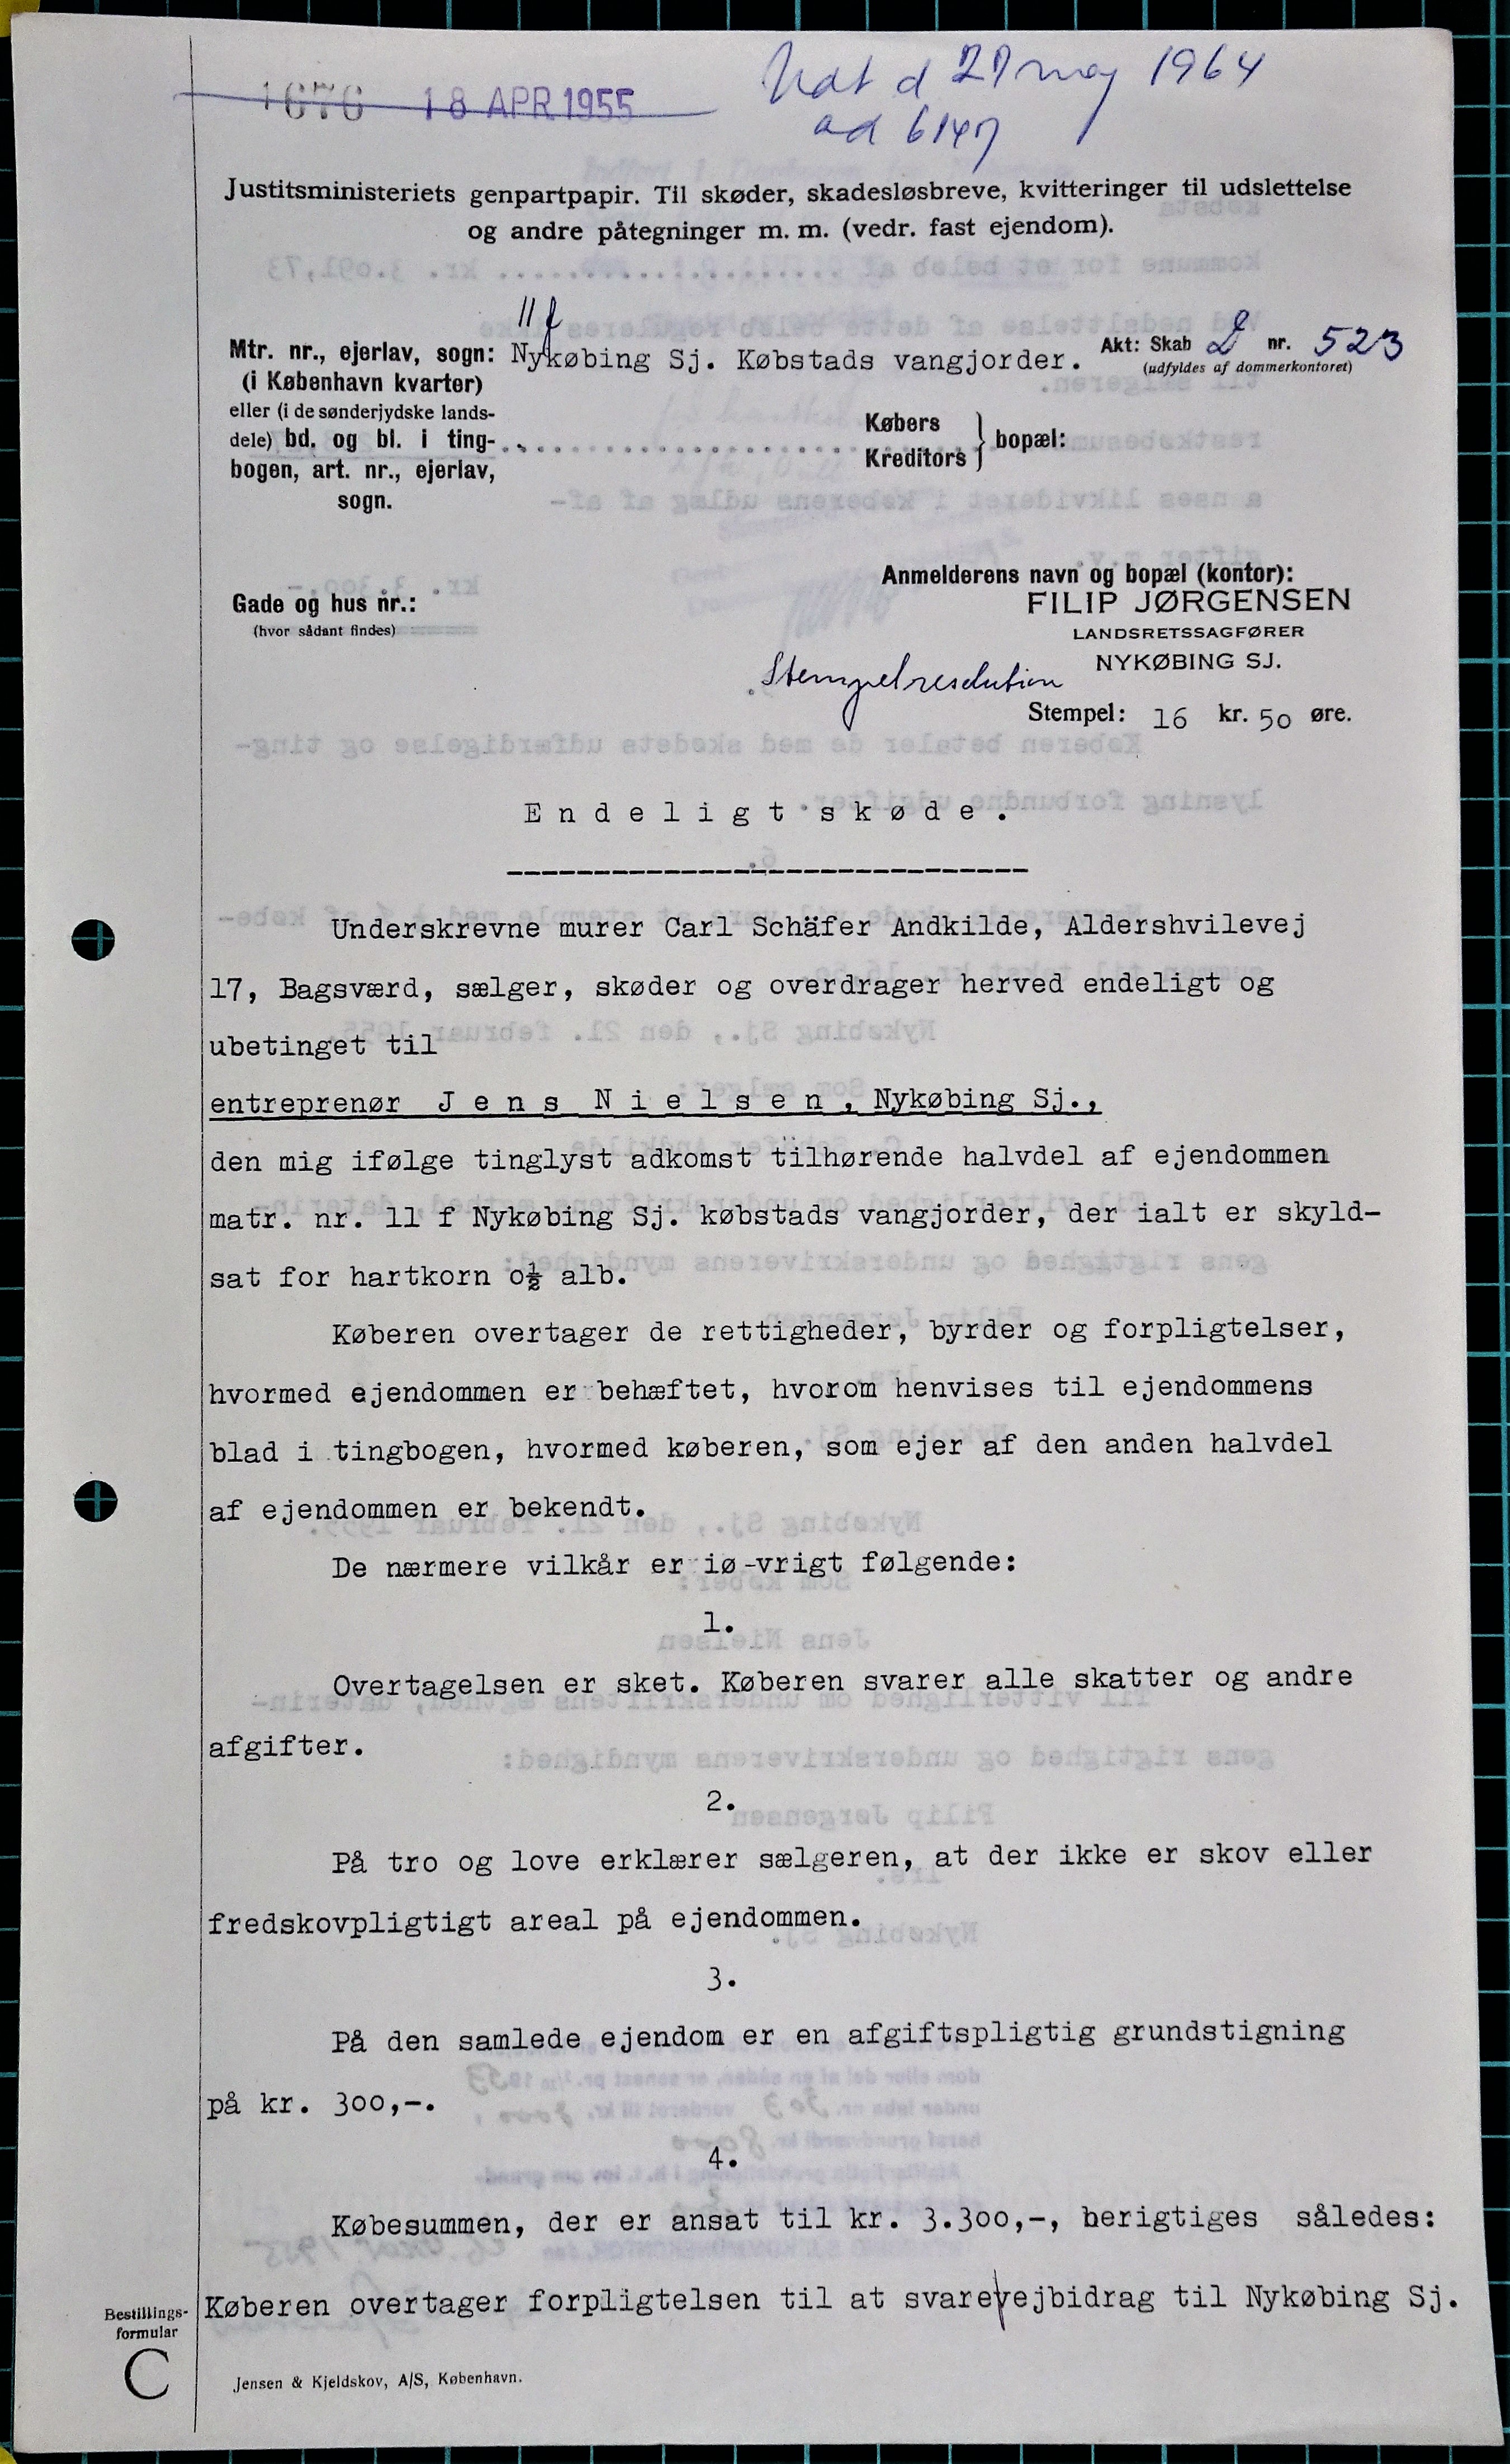 1676 18 APR 1955
Udt d 27 maj 1964
ad 6147
Justitsministeriets genpartpapir. Til skøder, skadesløsbreve, kvitteringer til udslettelse
og andre påtegninger m. m. (vedr. fast ejendom).
11 f
Mtr. nr., ejerlav, sogn: Nykøbing Sj. Købstads vangjorder. Akt: Skab L nr. 523
(i København kvarter) (udfyldes af dommerkontoret)
eller (i de sønderjydske lands-
dele) bd. og bl. i ting-
bogen, art. nr., ejerlav,
sogn.
Købers
Kreditors } bopæl:
Anmelderens navn og bopæl (kontor):
Gade og hus nr.:
(hvor sådant findes)
FILIP JØRGENSEN
LANDSRETSSAGFØRER
NYKØBING SJ.
Stempelresolution
Stempel: 16 kr. 50 øre.
Endeligt skøde.
------------------------------
Underskrevne murer Carl Schäfer Andkilde, Aldershvilevej
17, Bagsværd, sælger, skøder og overdrager herved endeligt og
ubetinget til
entreprenør Jens Nielsen, Nykøbing Sj.,
den mig ifølge tinglyst adkomst tilhørende halvdel af ejendommen
matr. nr. 11 f Nykøbing Sj. købstads vangjorder, der ialt er skyld-
sat for hartkorn o½ alb.
Køberen overtager de rettigheder, byrder og forpligtelser,
hvormed ejendommen er behæftet, hvorom henvises til ejendommens
blad i tingbogen, hvormed køberen, som ejer af den anden halvdel
af ejendommen er bekendt.
De nærmere vilkår er iø-vrigt følgende:
1.
Overtagelsen er sket. Køberen svarer alle skatter og andre
afgifter.
2.
På tro og love erklærer sælgeren, at der ikke er skov eller
fredskovpligtigt areal på ejendommen.
3.
På den samlede ejendom er en afgiftspligtig grundstigning
på kr. 300,-.
4.
Købesummen, der er ansat til kr. 3.300,-, berigtiges således:
Køberen overtager forpligtelsen til at svare vejbidrag til Nykøbing Sj.
Bestillings-
formular
C
Jensen & Kjeldskov, A/S, København.